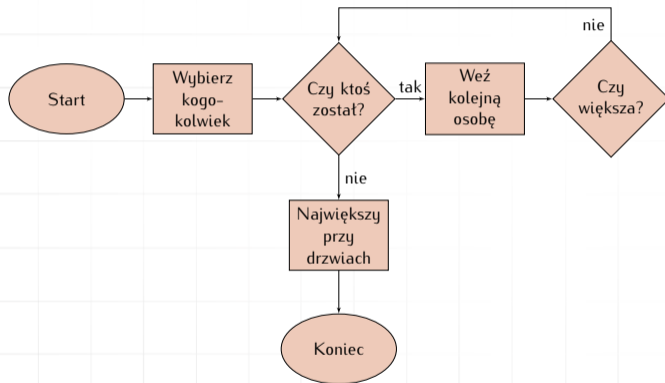 nie
Start
Wybierz
kogo-
kolwiek
Czy ktoś
został?
tak
Weź
kolejną
osobę
Czy
większa?
nie
Największy
przy
drzwiach
Koniec